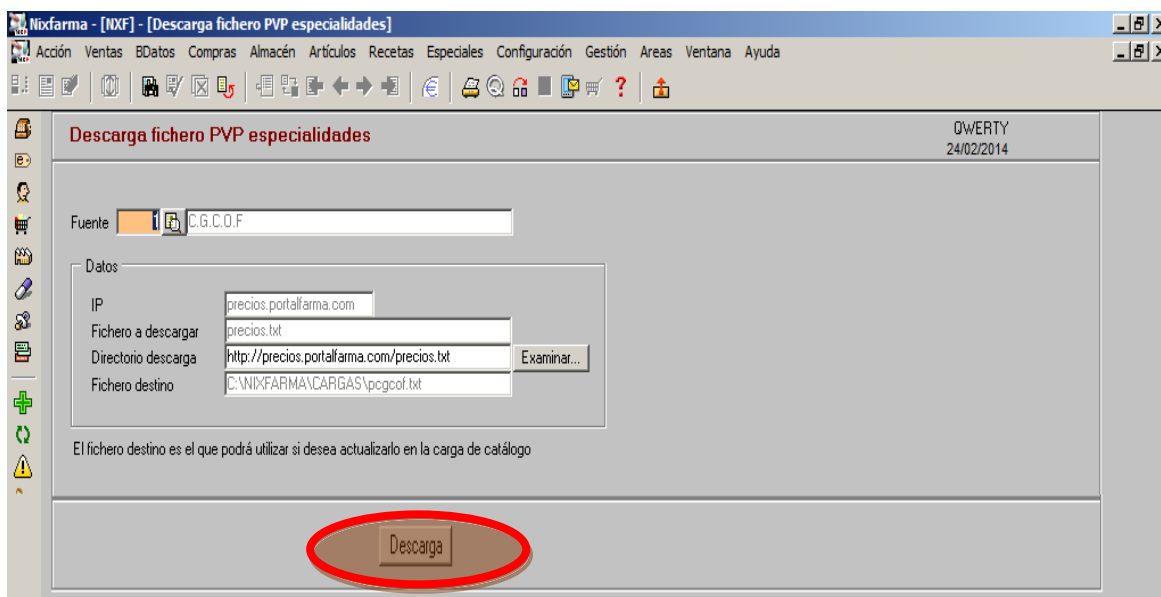 Nixfarma - [NXF] - [Descarga fichero PVP especialidades]
Acción Ventas BDatos Compras Almacén Artículos Recetas Especiales Configuración Gestión Areas Ventana Ayuda
Descarga fichero PVP especialidades
QWERTY
24/02/2014
Fuente 1 C.G.C.O.F
Datos
IP precios.portalfarma.com
Fichero a descargar precios.txt
Directorio descarga http://precios.portalfarma.com/precios.txt Examinar...
Fichero destino C:\NIXFARMA\CARGAS\pcgcof.txt
El fichero destino es el que podrá utilizar si desea actualizarlo en la carga de catálogo
Descarga